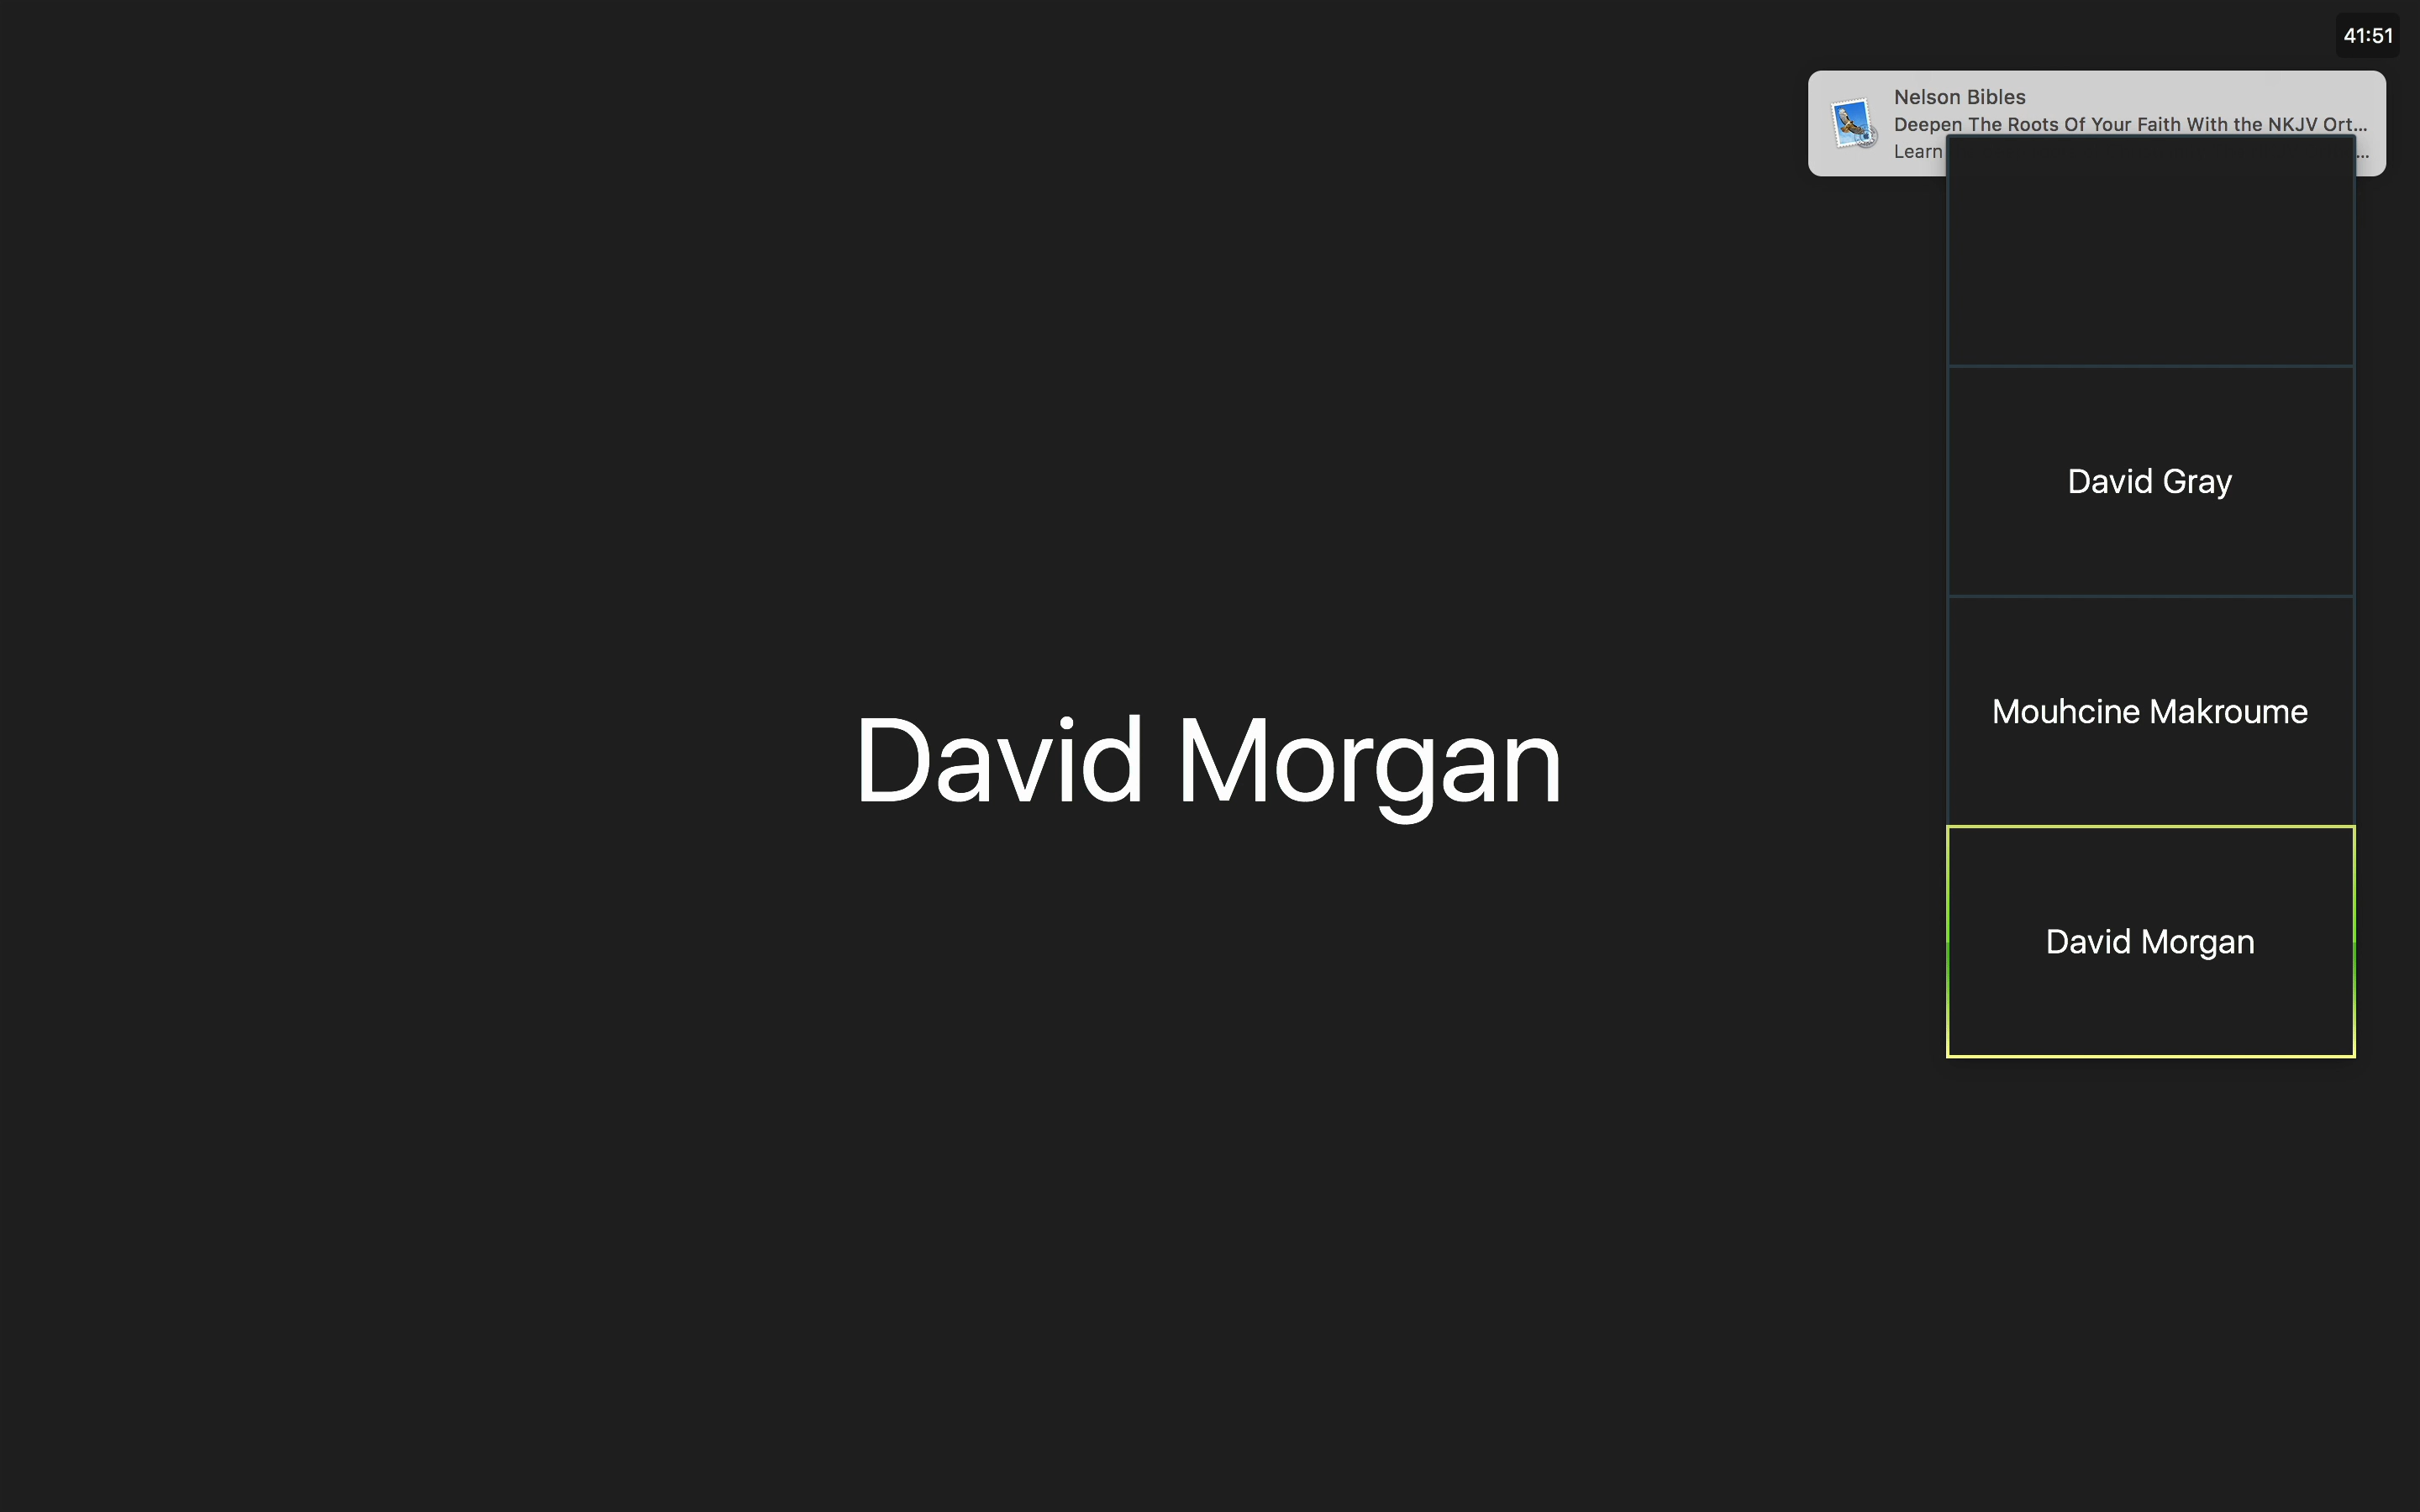 41:51
Nelson Bibles
Deepen The Roots Of Your Faith With the NKJV Ort...
Learn ...
David Gray
Mouhcine Makroume
David Morgan
David Morgan